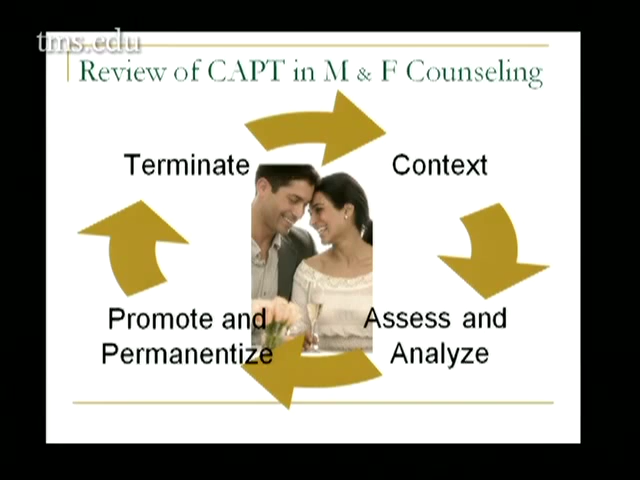 tms.edu
Review of CAPT in M & F Counseling
Terminate
Context
Promote and
Permanentize
Assess and
Analyze